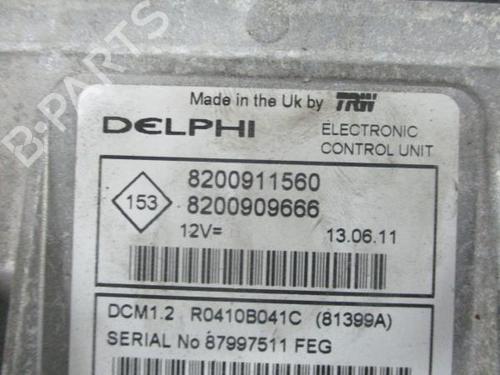 B-PARTS
Made in the Uk by TRW
DELPHI ELECTRONIC
CONTROL UNIT
153
8200911560
8200909666
12V= 13.06.11
DCM1.2 R0410B041C (81399A)
SERIAL No 87997511 FEG